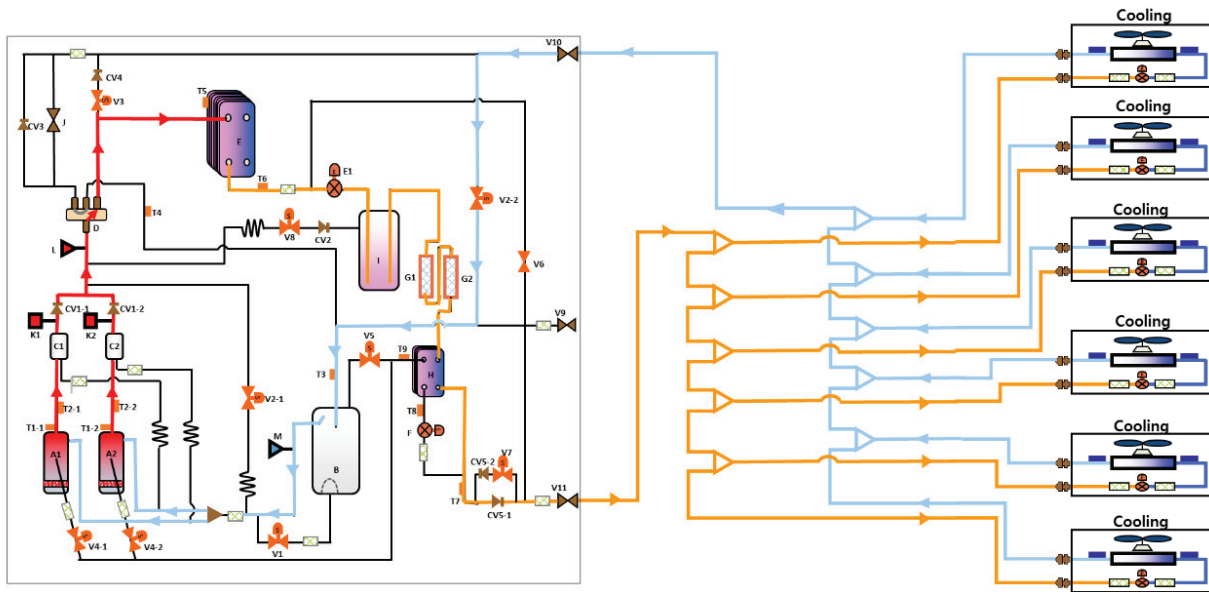 Cooling
V10
Cooling
CV4
V3
T5
CV3
J
E
E1
T6
V2-2
T4
D
V8
CV2
L
I
G1
G2
V6
Cooling
CV1-1
CV1-2
K1
K2
C1
C2
V9
V5
T9
H
T3
T8
Cooling
T2-1
T2-2
V2-1
T1-1
T1-2
M
F
A1
A2
B
CV5-2
V7
T7
V11
CV5-1
Cooling
V4-1
V4-2
V1
Cooling